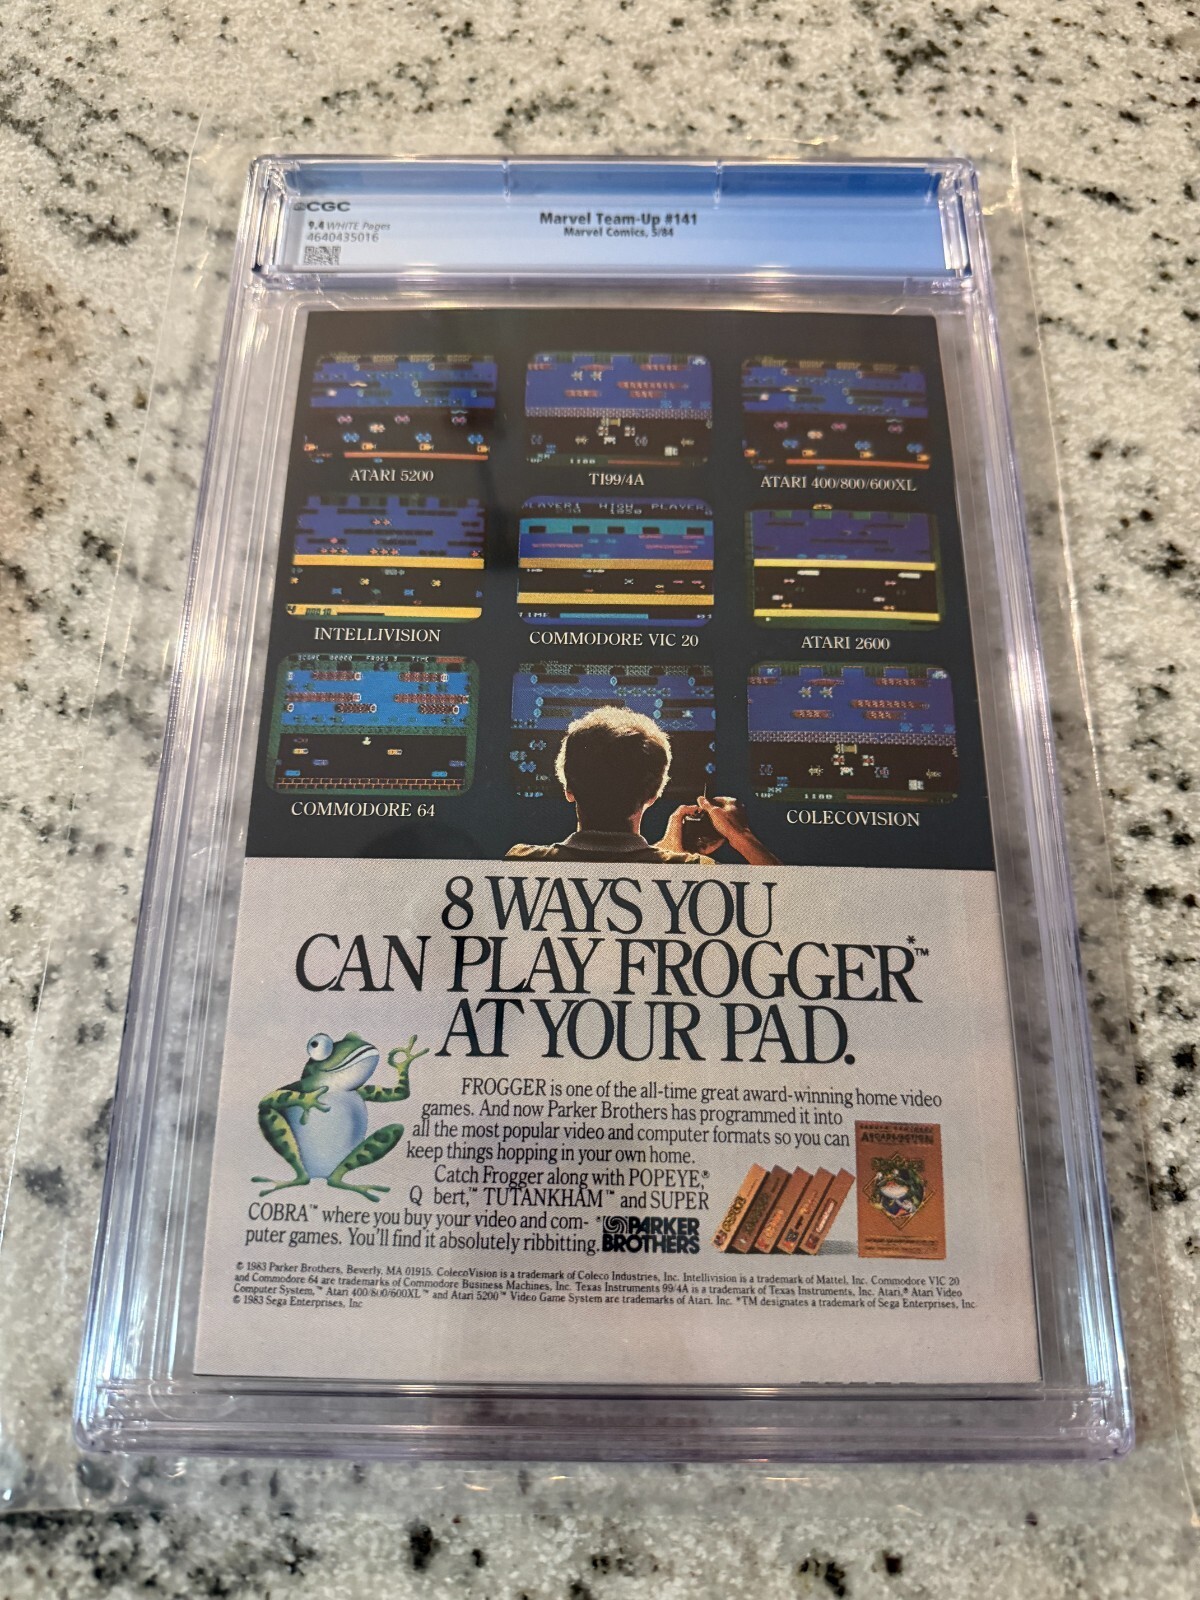 CGC
9.4 WHITE Pages
4640435016
Marvel Team-Up #141
Marvel Comics, 5/84
ATARI 5200
TI99/4A
ATARI 400/800/600XL
PLAYER1 HIGH PLAYER
INTELLIVISION
COMMODORE VIC 20
ATARI 2600
TIME
COMMODORE 64
COLECOVISION
8 WAYS YOU
CAN PLAY FROGGER*™
AT YOUR PAD.
FROGGER is one of the all-time great award-winning home video
games. And now Parker Brothers has programmed it into
all the most popular video and computer formats so you can
keep things hopping in your own home.
Catch Frogger along with POPEYE,®
Q bert,™ TUTANKHAM™ and SUPER
COBRA™ where you buy your video and com-
puter games. You'll find it absolutely ribbitting.
PARKER
BROTHERS
© 1983 Parker Brothers, Beverly, MA 01915. ColecoVision is a trademark of Coleco Industries, Inc. Intellivision is a trademark of Mattel, Inc. Commodore VIC 20
and Commodore 64 are trademarks of Commodore Business Machines, Inc. Texas Instruments 99/4A is a trademark of Texas Instruments, Inc. Atari,® Atari Video
Computer System,™ Atari 400/800/600XL™ and Atari 5200™ Video Game System are trademarks of Atari, Inc. *TM designates a trademark of Sega Enterprises, Inc.
© 1983 Sega Enterprises, Inc